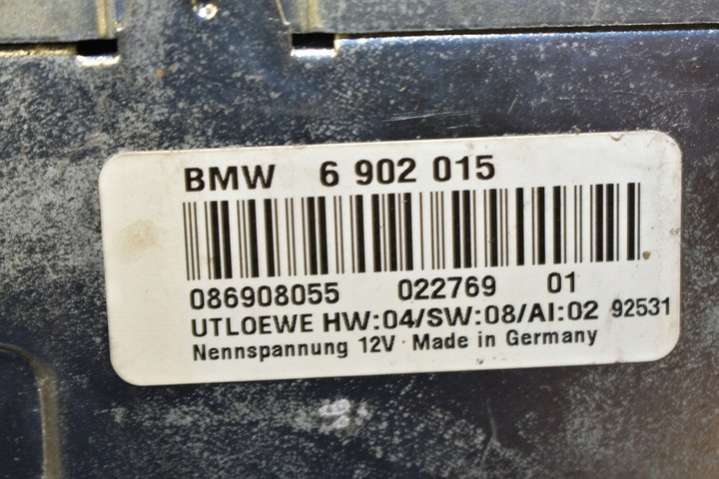 BMW 6 902 015
086908055 022769 01
UTLOEWE HW:04/SW:08/AI:02 92531
Nennspannung 12V · Made in Germany